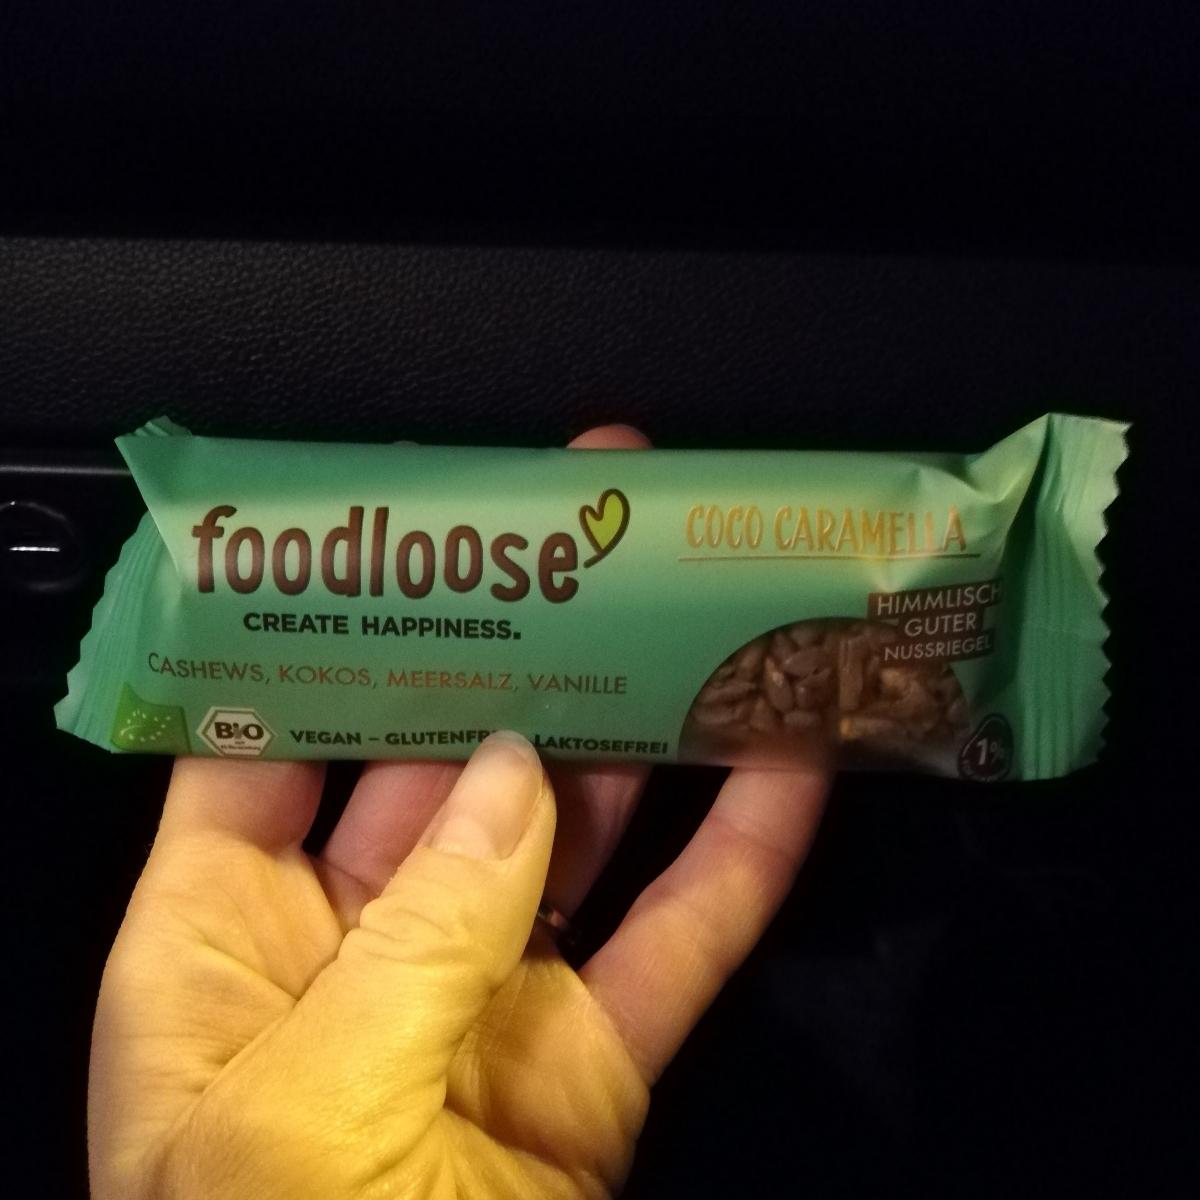 foodloose
CREATE HAPPINESS.
CASHEWS, KOKOS, MEERSALZ, VANILLE
BiO
VEGAN – GLUTENFR LAKTOSEFREI
COCO CARAMELLA
HIMMLISCH
GUTER
NUSSRIEGEL
1%